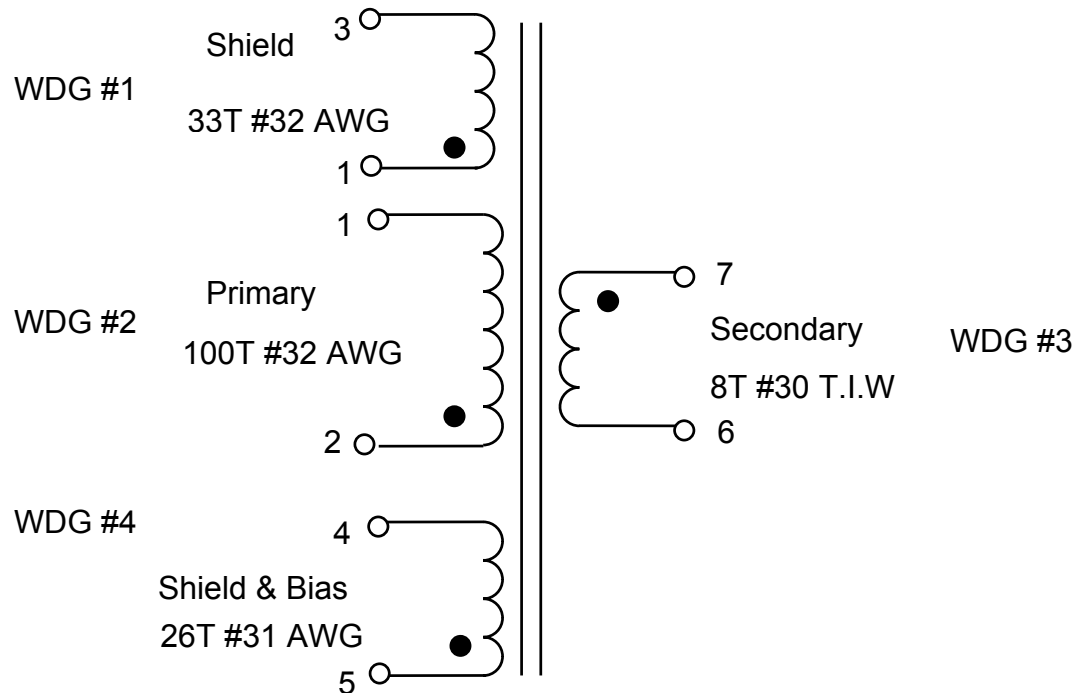 3
Shield
WDG #1
33T #32 AWG
1
1
Primary
WDG #2
100T #32 AWG
2
7
Secondary
WDG #3
8T #30 T.I.W
6
WDG #4
4
Shield & Bias
26T #31 AWG
5